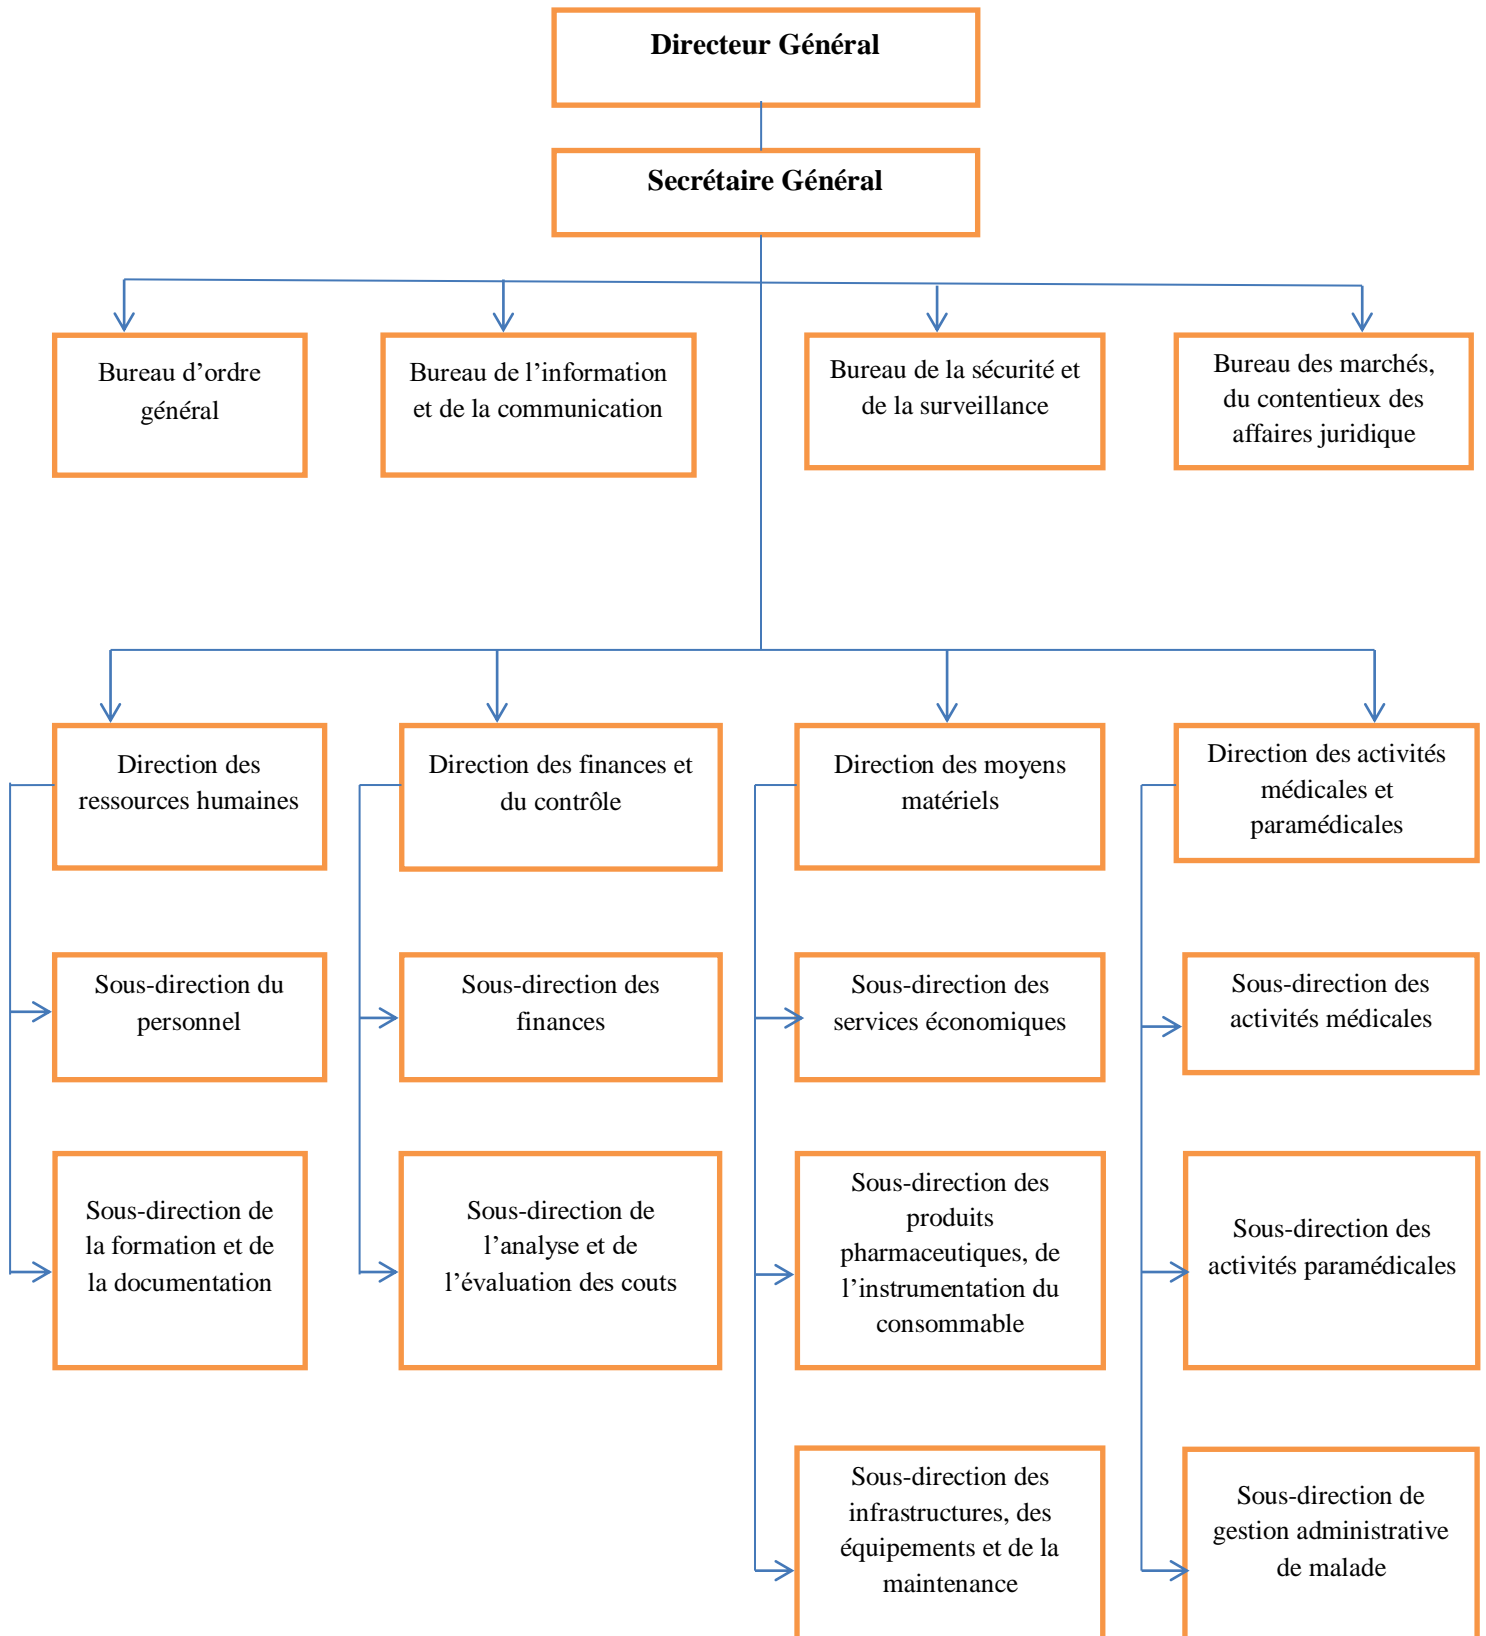 Directeur Général
Secrétaire Général
Bureau d’ordre
général
Bureau de l’information
et de la communication
Bureau de la sécurité et
de la surveillance
Bureau des marchés,
du contentieux des
affaires juridique
Direction des
ressources humaines
Direction des finances et
du contrôle
Direction des moyens
matériels
Direction des activités
médicales et
paramédicales
Sous-direction du
personnel
Sous-direction des
finances
Sous-direction des
services économiques
Sous-direction des
activités médicales
Sous-direction de
la formation et de
la documentation
Sous-direction de
l’analyse et de
l’évaluation des couts
Sous-direction des
produits
pharmaceutiques, de
l’instrumentation du
consommable
Sous-direction des
activités paramédicales
Sous-direction des
infrastructures, des
équipements et de la
maintenance
Sous-direction de
gestion administrative
de malade